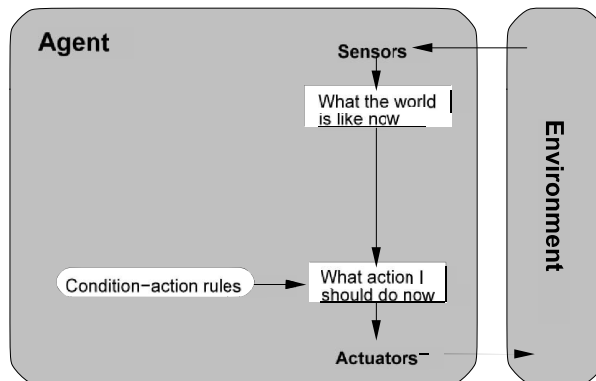 Agent
Sensors
What the world
is like now
Condition−action rules
What action I
should do now
Actuators
Environment